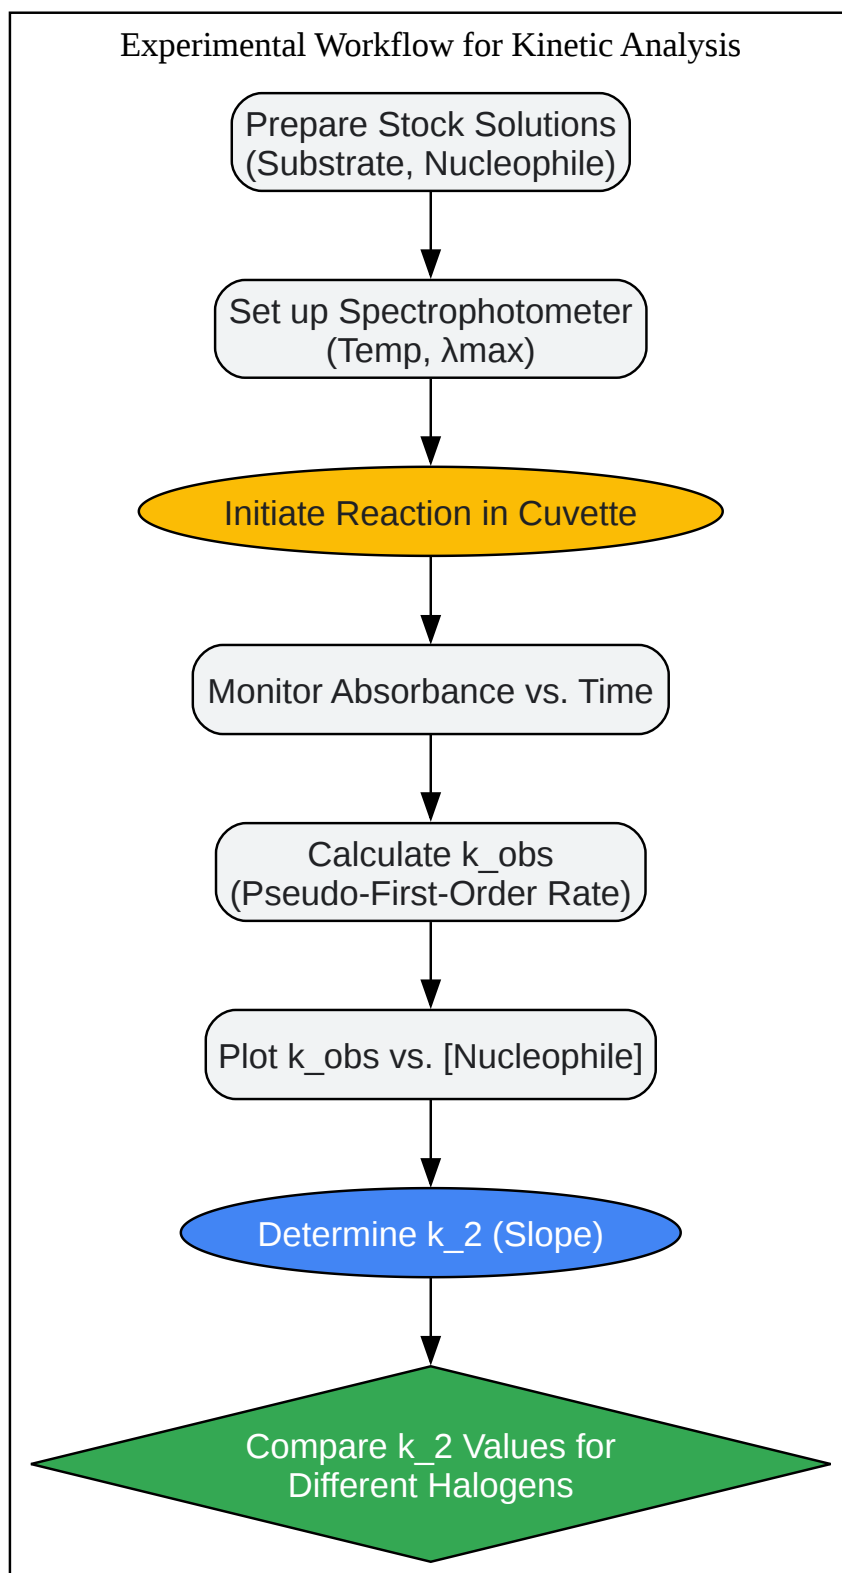 Experimental Workflow for Kinetic Analysis
Prepare Stock Solutions
(Substrate, Nucleophile)
Set up Spectrophotometer
(Temp, λmax)
Initiate Reaction in Cuvette
Monitor Absorbance vs. Time
Calculate k_obs
(Pseudo-First-Order Rate)
Plot k_obs vs. [Nucleophile]
Determine k_2 (Slope)
Compare k_2 Values for
Different Halogens